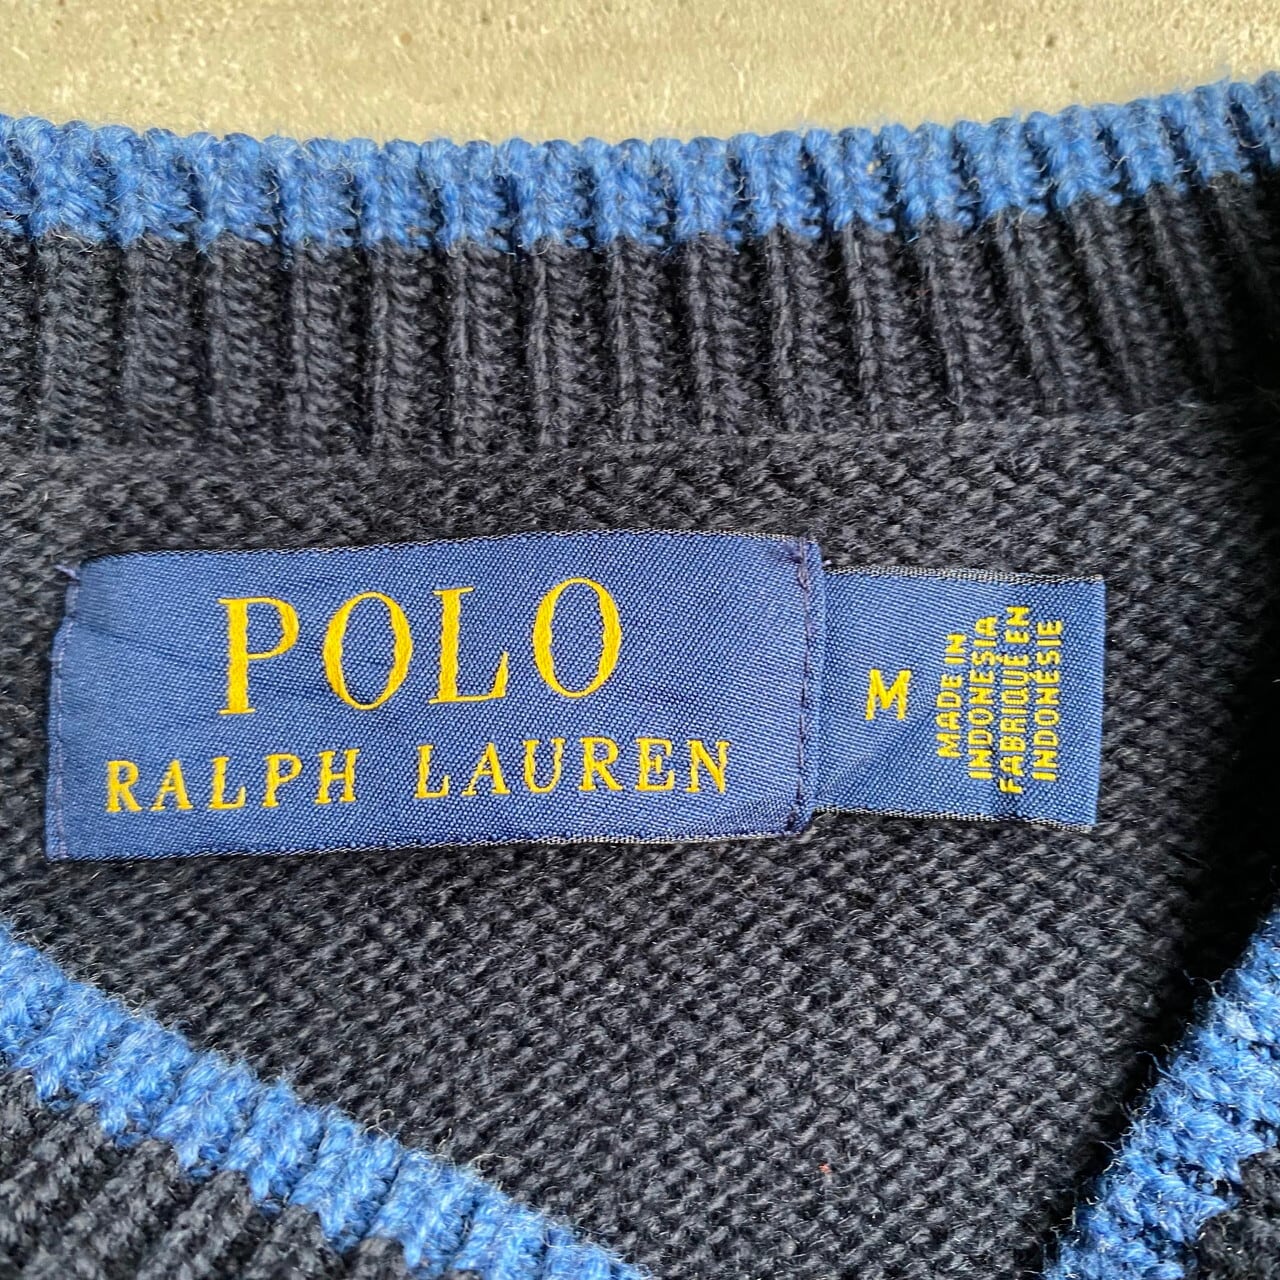 POLO
RALPH LAUREN
M
MADE IN
INDONESIA
FABRIQUÉ EN
INDONÉSIE